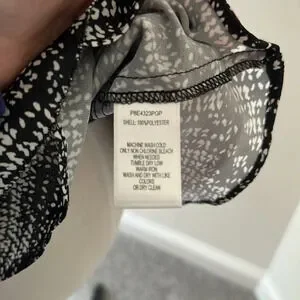 P8E4323PGP
SHELL: 100%POLYESTER
MACHINE WASH COLD
ONLY NON CHLORINE BLEACH
WHEN NEEDED
TUMBLE DRY LOW
WARM IRON
WASH AND DRY WITH LIKE
COLORS
OR DRY CLEAN